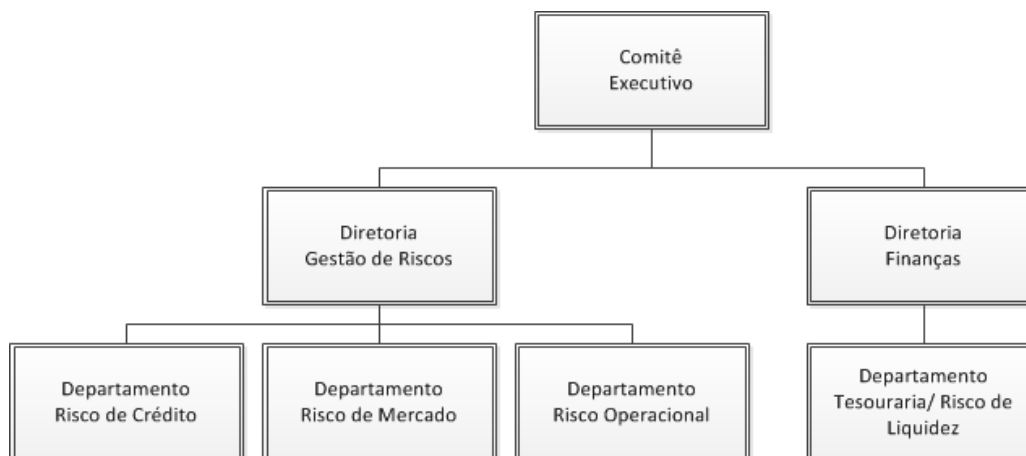 Comitê
Executivo
Diretoria
Gestão de Riscos
Diretoria
Finanças
Departamento
Risco de Crédito
Departamento
Risco de Mercado
Departamento
Risco Operacional
Departamento
Tesouraria/ Risco de
Liquidez